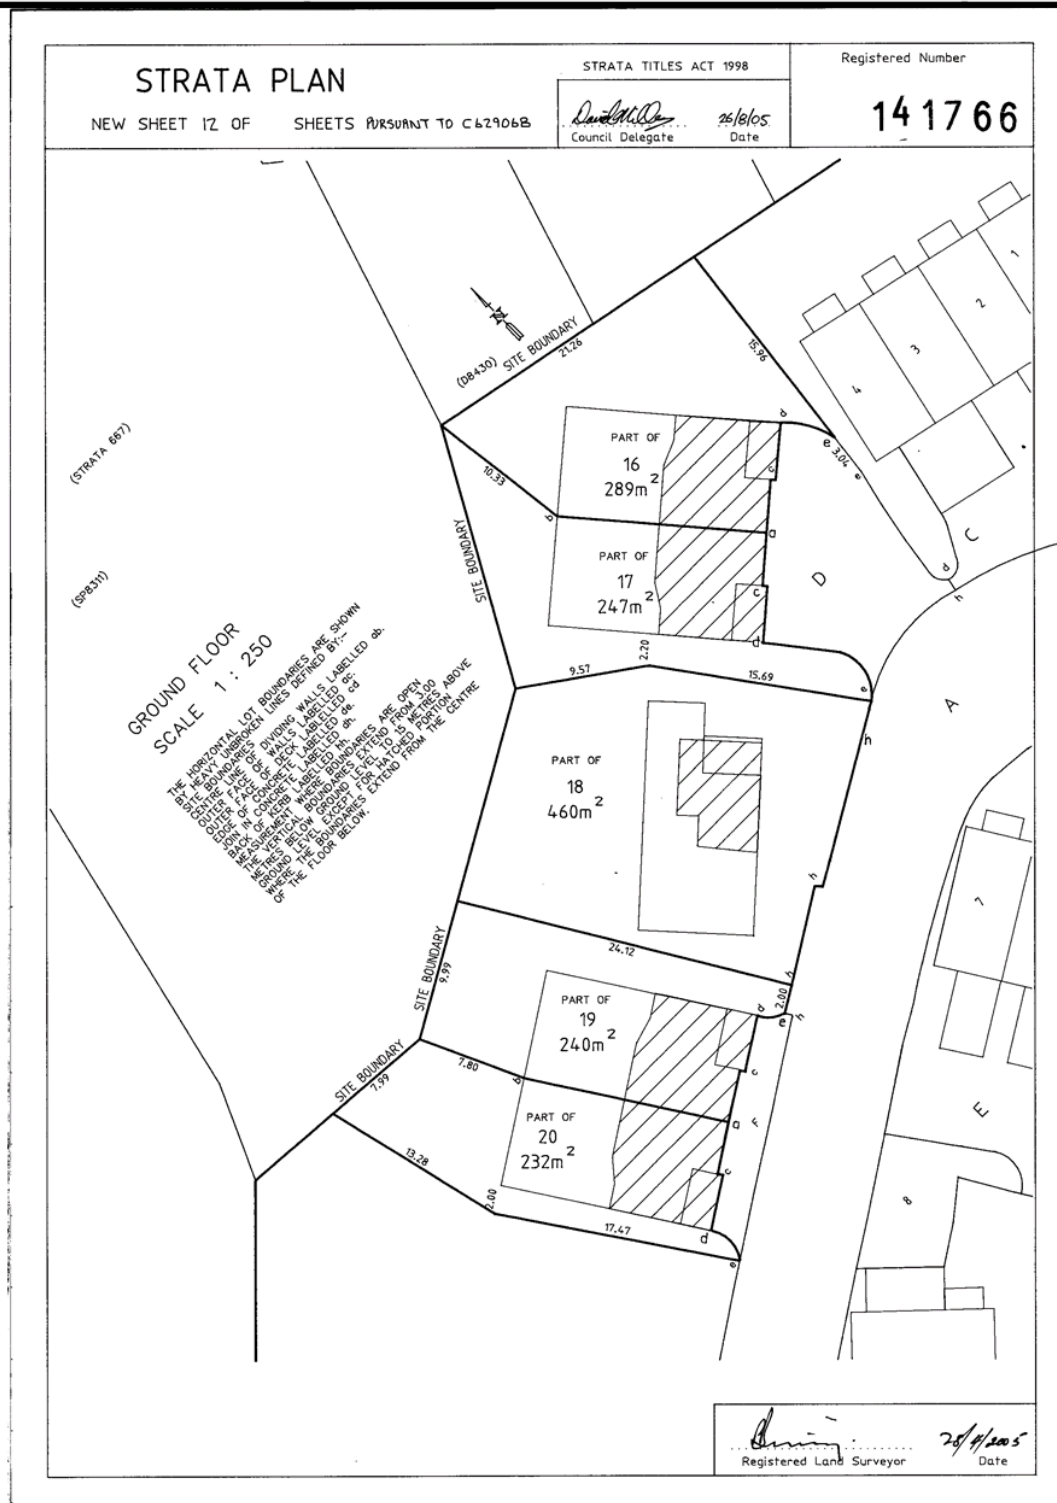 STRATA PLAN
NEW SHEET 12 OF SHEETS PURSUANT TO C629068
STRATA TITLES ACT 1998
26/8/05
Council Delegate Date
Registered Number
141766
(STRATA 667)
(SP8311)
(D8430)
SITE BOUNDARY
21.26
N
15.96
1
2
3
4
10.33
SITE BOUNDARY
PART OF
16
289m²
d
e
3.04
e
c
b
a
PART OF
17
247m²
c
d
D
C
d
h
A
2.20
9.57
15.69
e
h
GROUND FLOOR
SCALE 1 : 250
THE HORIZONTAL LOT BOUNDARIES ARE SHOWN
BY HEAVY UNBROKEN LINES DEFINED BY:-
SITE BOUNDARIES
CENTRE LINE OF DIVIDING WALLS LABELLED ab.
OUTER FACE OF WALLS LABELLED ac.
OUTER FACE OF DECK LABLELLED cd
EDGE OF CONCRETE LABELLED de.
JOIN IN CONCRETE LABELLED dh.
BACK OF KERB LABELLED hh.
MEASUREMENT WHERE BOUNDARIES ARE OPEN
THE VERTICAL BOUNDARIES EXTEND FROM 3.00
METRES BELOW GROUND LEVEL TO 15 METRES ABOVE
GROUND LEVEL EXCEPT FOR HATCHED PORTION
WHERE THE BOUNDARIES EXTEND FROM THE CENTRE
OF THE FLOOR BELOW.
PART OF
18
460m²
h
7
24.12
h
SITE BOUNDARY
9.99
2.00
PART OF
19
240m²
d
e
h
c
SITE BOUNDARY
7.99
7.80
b
a
F
E
PART OF
20
232m²
c
13.28
2.00
17.47
d
e
8
28/4/2005
Registered Land Surveyor Date